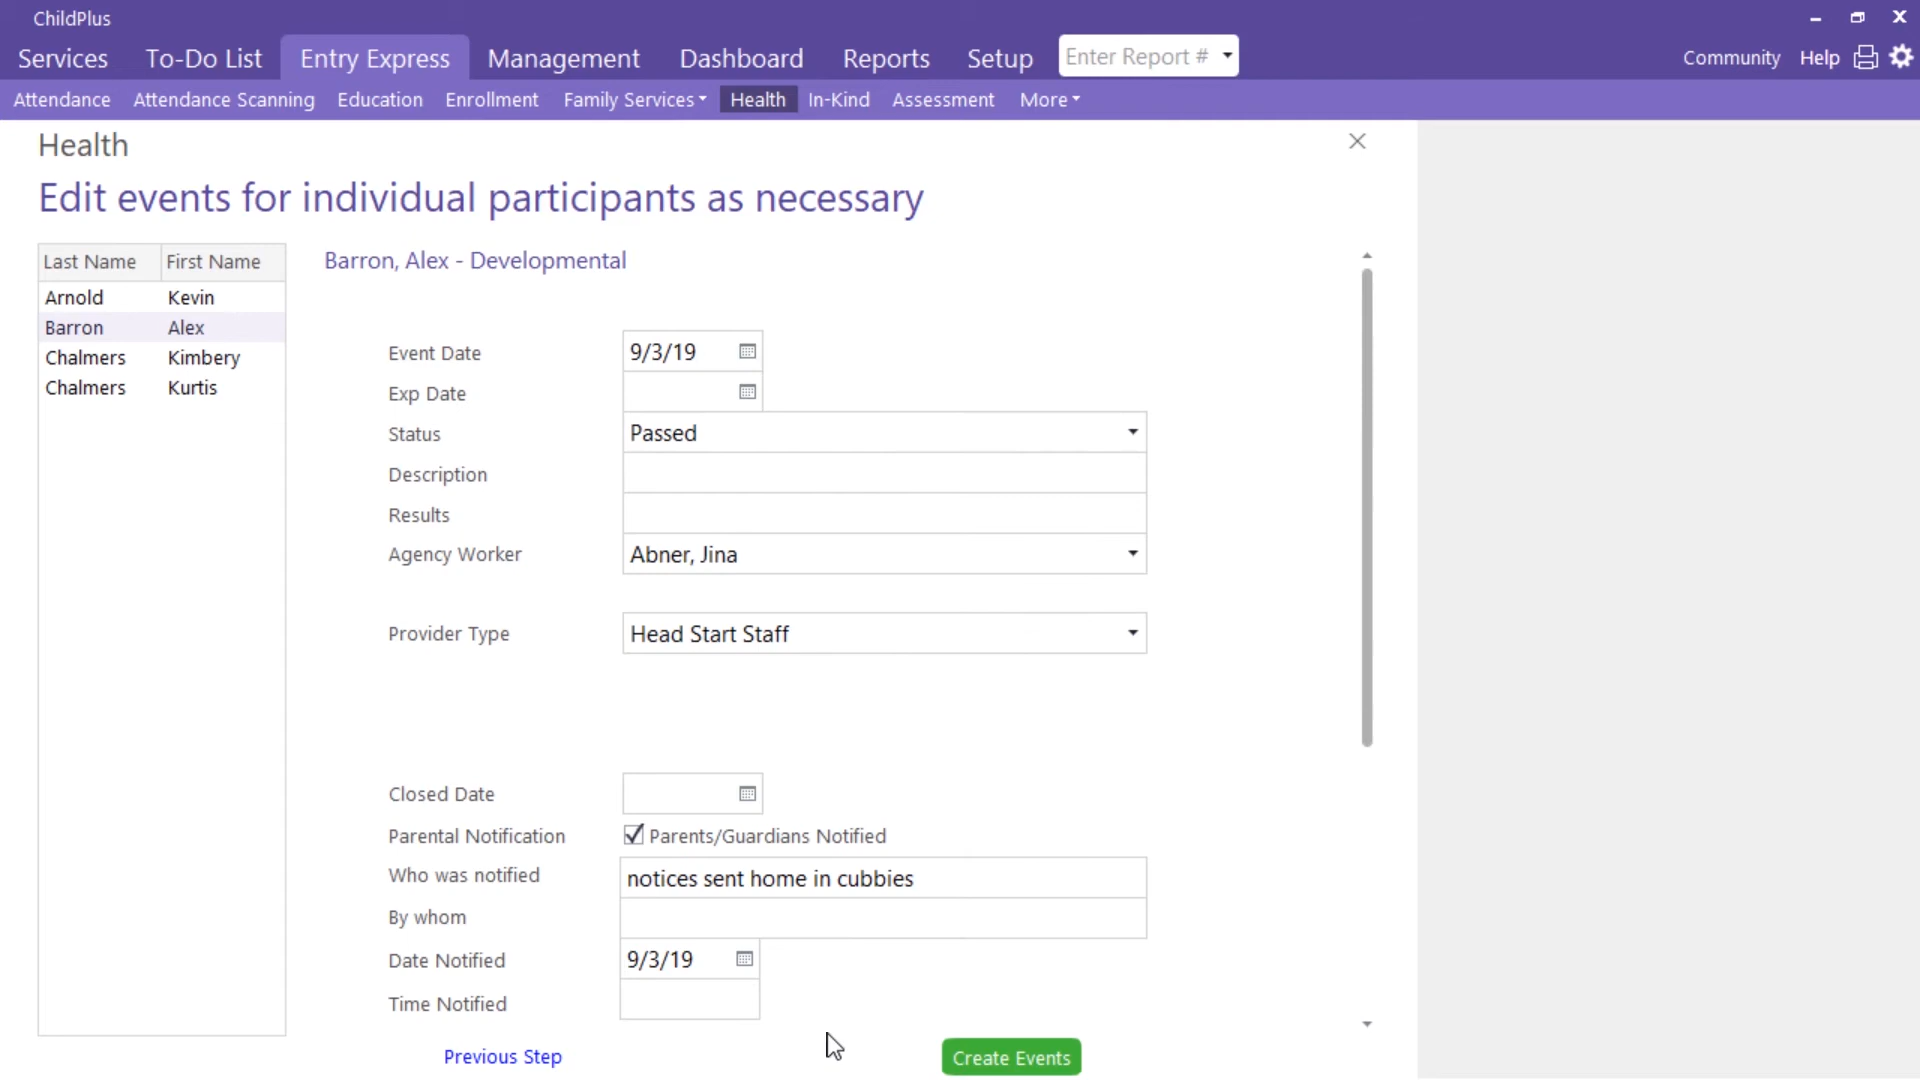 ChildPlus
Services To-Do List Entry Express Management Dashboard Reports Setup Enter Report # Community Help
Attendance Attendance Scanning Education Enrollment Family Services Health In-Kind Assessment More
Health
Edit events for individual participants as necessary
Last Name First Name
Arnold Kevin
Barron Alex
Chalmers Kimbery
Chalmers Kurtis
Barron, Alex - Developmental
Event Date 9/3/19
Exp Date
Status Passed
Description
Results
Agency Worker Abner, Jina
Provider Type Head Start Staff
Closed Date
Parental Notification Parents/Guardians Notified
Who was notified notices sent home in cubbies
By whom
Date Notified 9/3/19
Time Notified
Previous Step Create Events